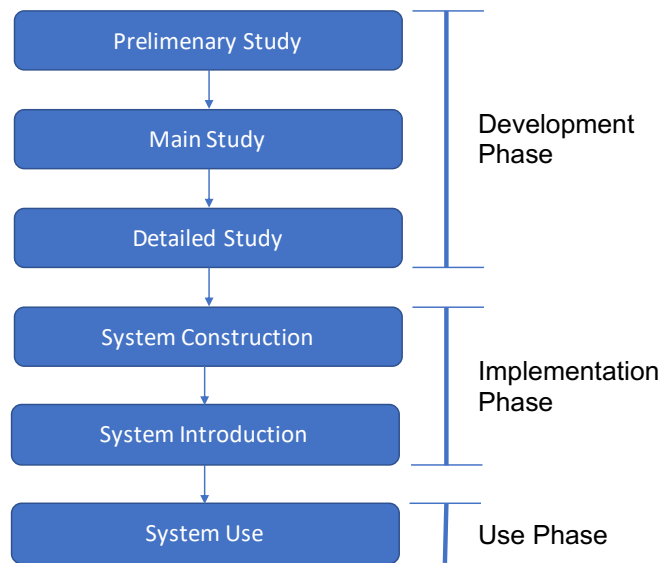 Prelimenary Study
Main Study
Development
Phase
Detailed Study
System Construction
Implementation
Phase
System Introduction
System Use
Use Phase